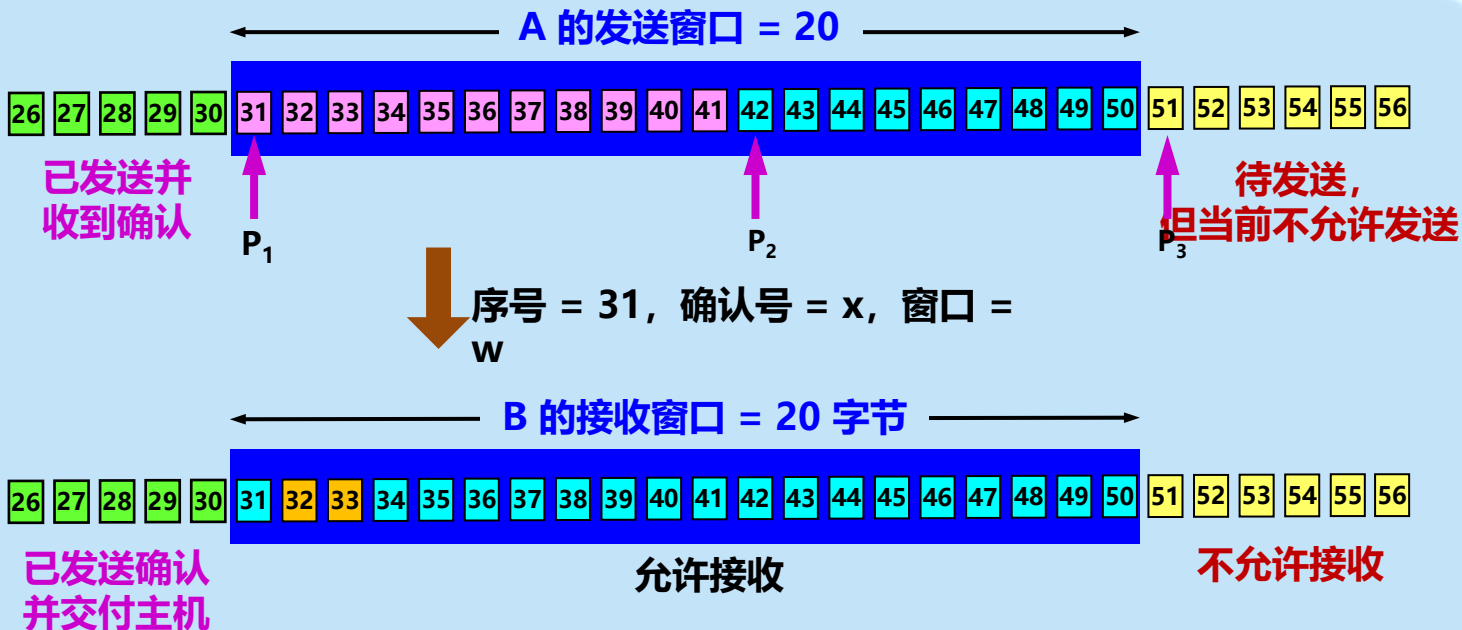 A 的发送窗口 = 20
26 27 28 29 30 31 32 33 34 35 36 37 38 39 40 41 42 43 44 45 46 47 48 49 50 51 52 53 54 55 56
已发送并
收到确认
待发送，
但当前不允许发送
P1
P2
P3
序号 = 31，确认号 = x，窗口 =
w
B 的接收窗口 = 20 字节
26 27 28 29 30 31 32 33 34 35 36 37 38 39 40 41 42 43 44 45 46 47 48 49 50 51 52 53 54 55 56
已发送确认
并交付主机
允许接收
不允许接收